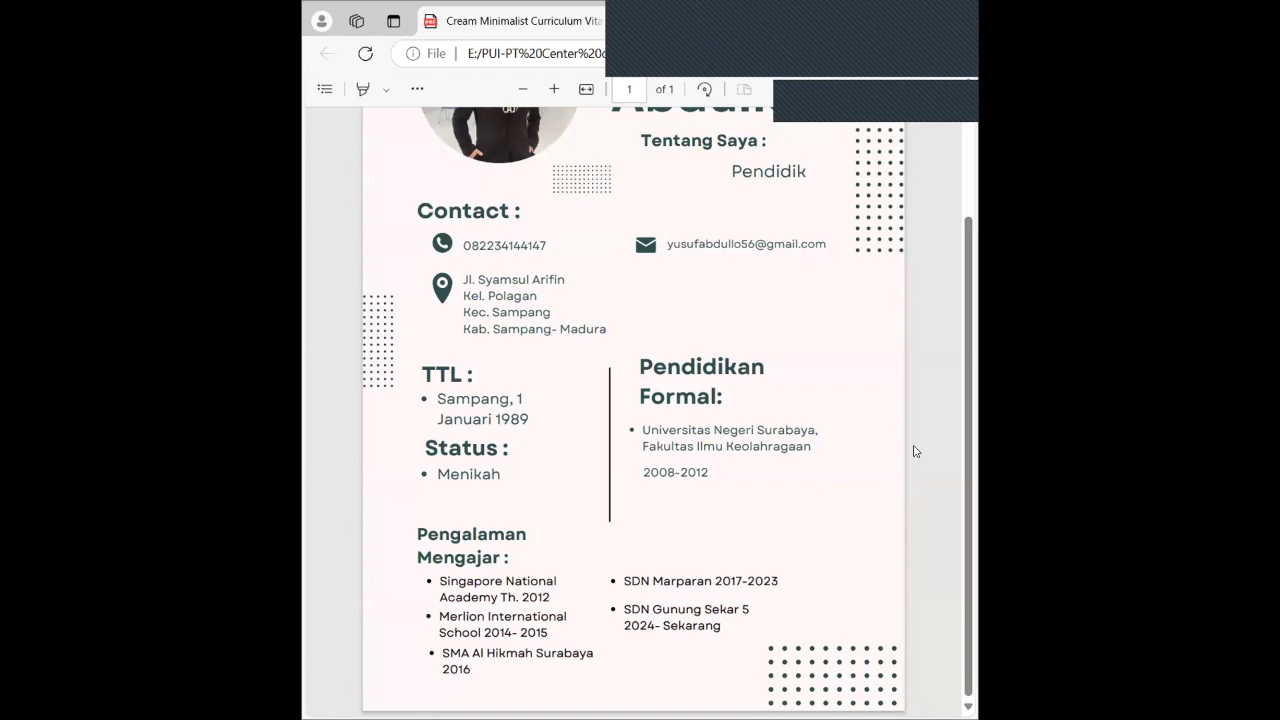 Cream Minimalist Curriculum Vita
File
E:/PUI-PT%20Center%20
1 of 1
Tentang Saya :
Pendidik
Contact :
082234144147
yusufabdullo56@gmail.com
Jl. Syamsul Arifin
Kel. Polagan
Kec. Sampang
Kab. Sampang- Madura
TTL :
• Sampang, 1
Januari 1989
Status :
• Menikah
Pendidikan
Formal:
• Universitas Negeri Surabaya,
Fakultas Ilmu Keolahragaan
2008-2012
Pengalaman
Mengajar :
• Singapore National
Academy Th. 2012
• Merlion International
School 2014- 2015
• SMA Al Hikmah Surabaya
2016
• SDN Marparan 2017-2023
• SDN Gunung Sekar 5
2024- Sekarang